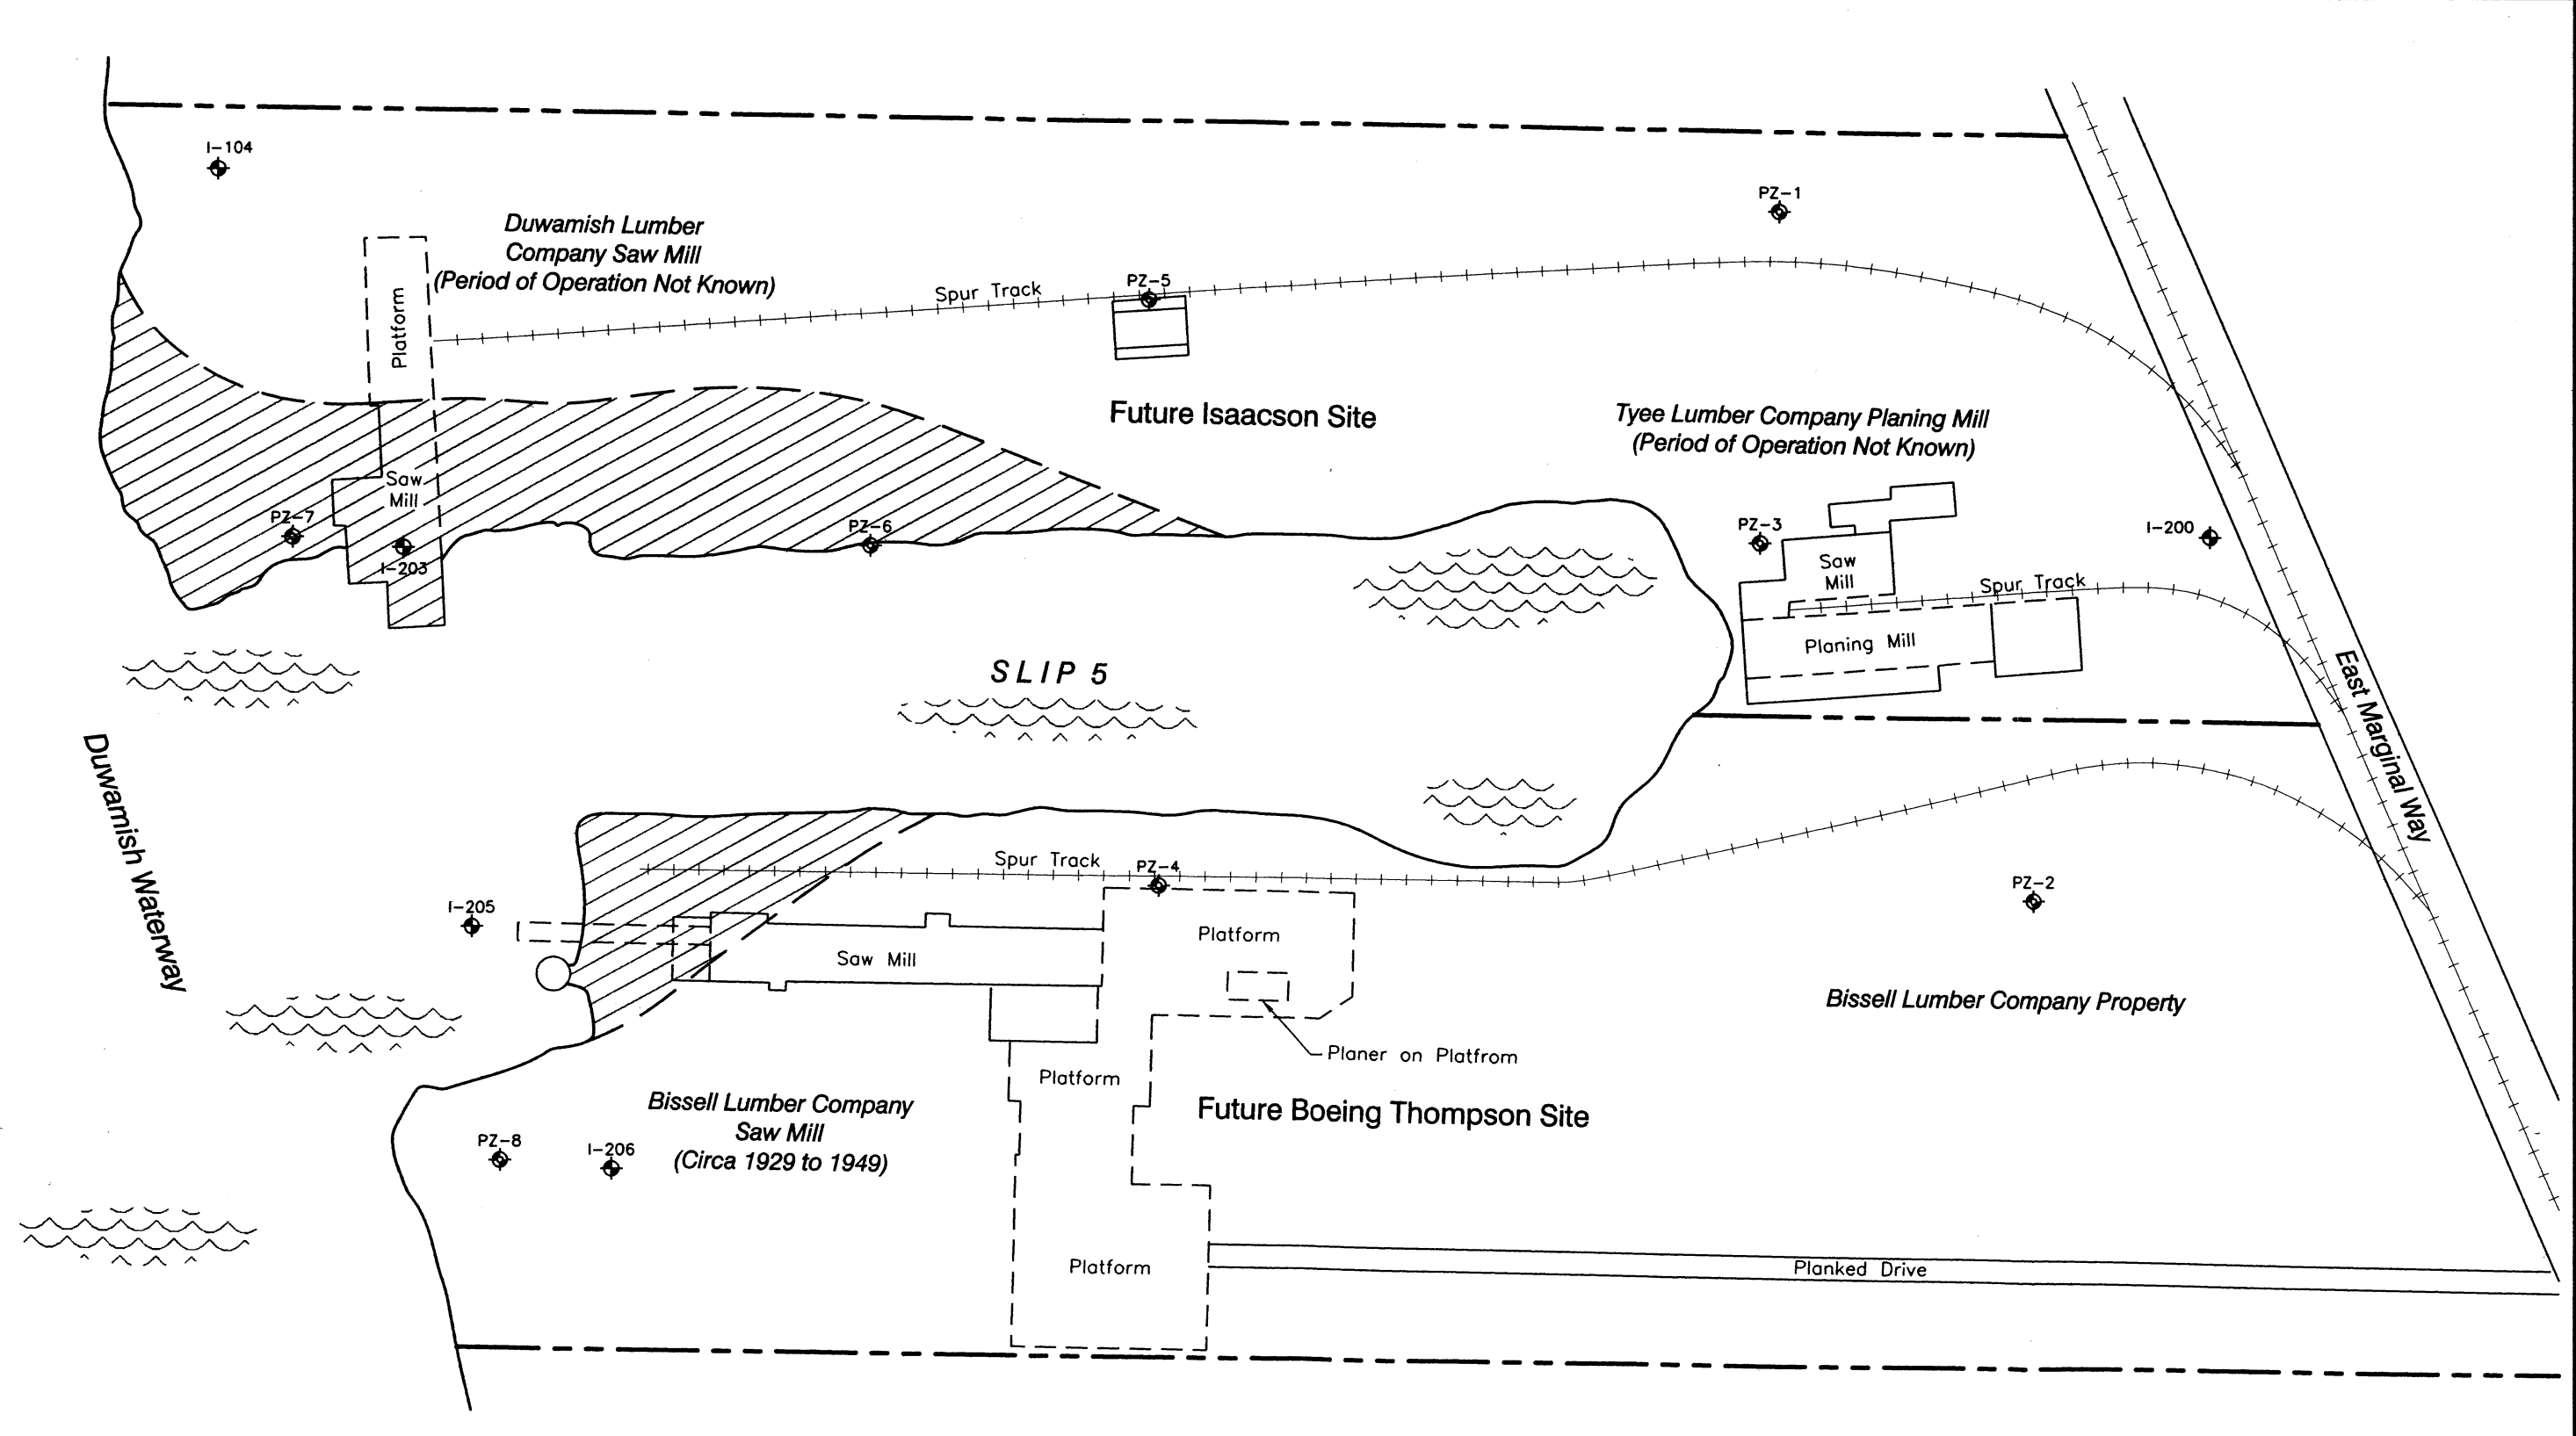 I-104
PZ-1
Duwamish Lumber
Company Saw Mill
(Period of Operation Not Known)
Platform
Spur Track
PZ-5
Future Isaacson Site
Tyee Lumber Company Planing Mill
(Period of Operation Not Known)
Saw
Mill
PZ-7
I-203
PZ-6
PZ-3
I-200
Saw
Mill
Spur Track
Planing Mill
SLIP 5
East Marginal Way
Duwamish Waterway
Spur Track
PZ-4
PZ-2
I-205
Platform
Saw Mill
Bissell Lumber Company Property
Planer on Platfrom
Platform
Bissell Lumber Company
Saw Mill
(Circa 1929 to 1949)
Future Boeing Thompson Site
PZ-8
I-206
Platform
Planked Drive